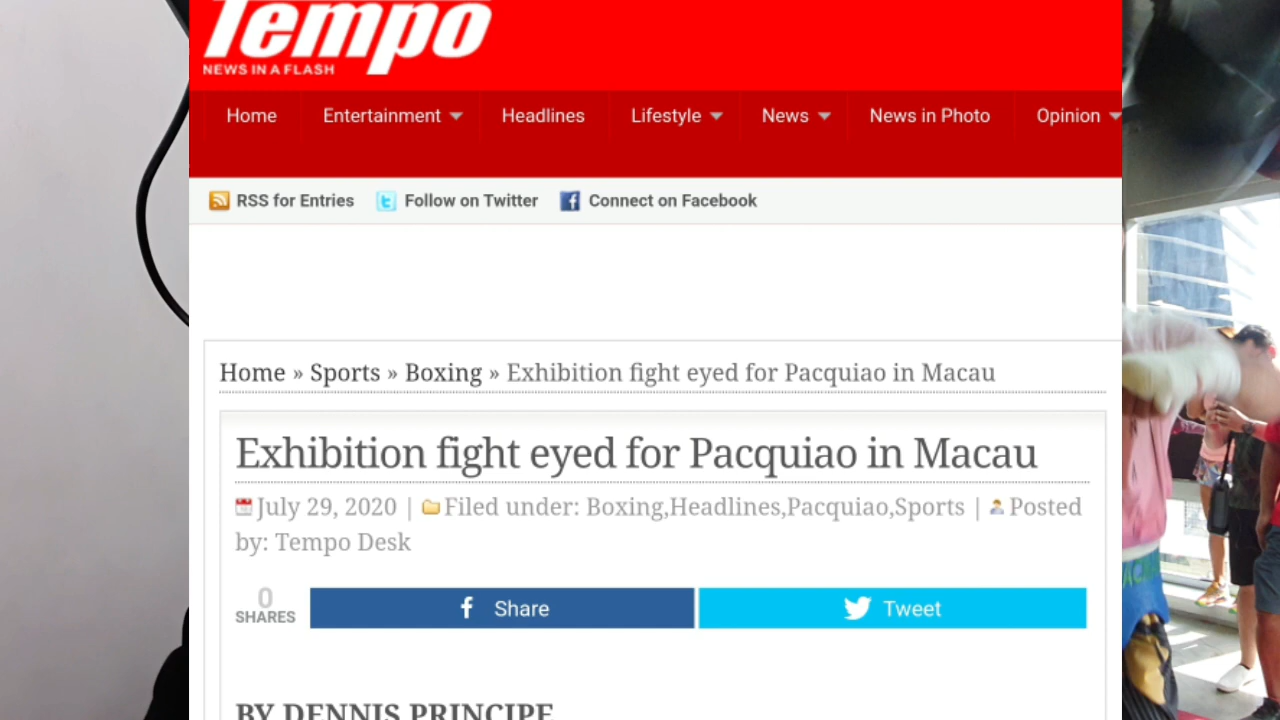 Tempo
NEWS IN A FLASH
Home Entertainment Headlines Lifestyle News News in Photo Opinion
RSS for Entries Follow on Twitter Connect on Facebook
Home » Sports » Boxing » Exhibition fight eyed for Pacquiao in Macau
Exhibition fight eyed for Pacquiao in Macau
July 29, 2020 | Filed under: Boxing,Headlines,Pacquiao,Sports | Posted
by: Tempo Desk
0
SHARES
Share Tweet
BY DENNIS PRINCIPE